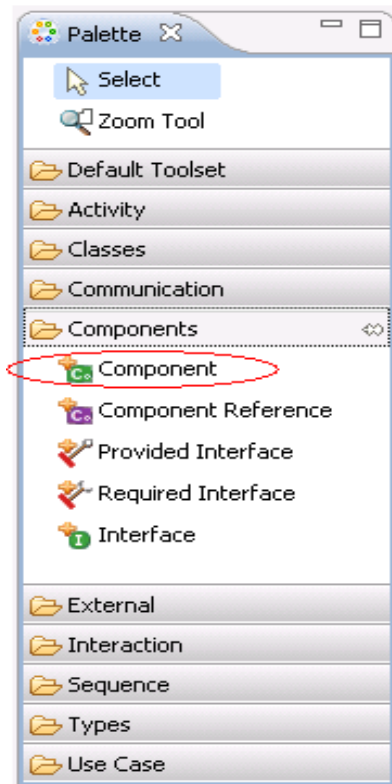 Palette
Select
Zoom Tool
Default Toolset
Activity
Classes
Communication
Components
Component
Component Reference
Provided Interface
Required Interface
Interface
External
Interaction
Sequence
Types
Use Case